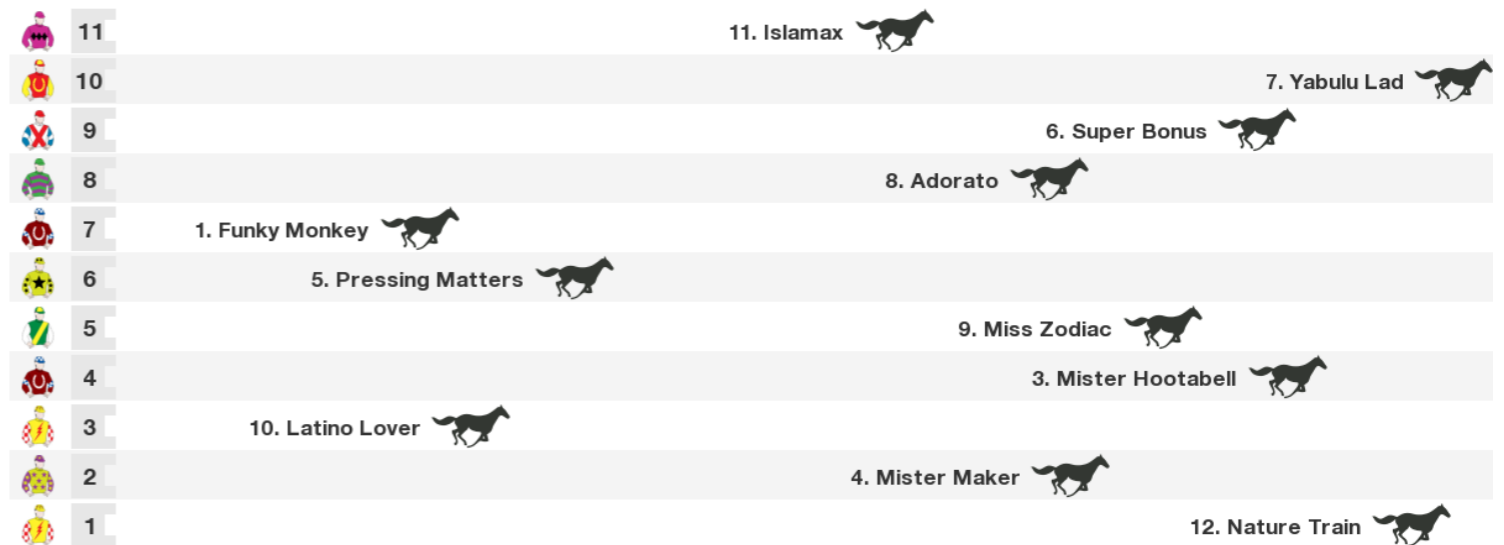 11 11. Islamax
10 7. Yabulu Lad
9 6. Super Bonus
8 8. Adorato
7 1. Funky Monkey
6 5. Pressing Matters
5 9. Miss Zodiac
4 3. Mister Hootabell
3 10. Latino Lover
2 4. Mister Maker
1 12. Nature Train